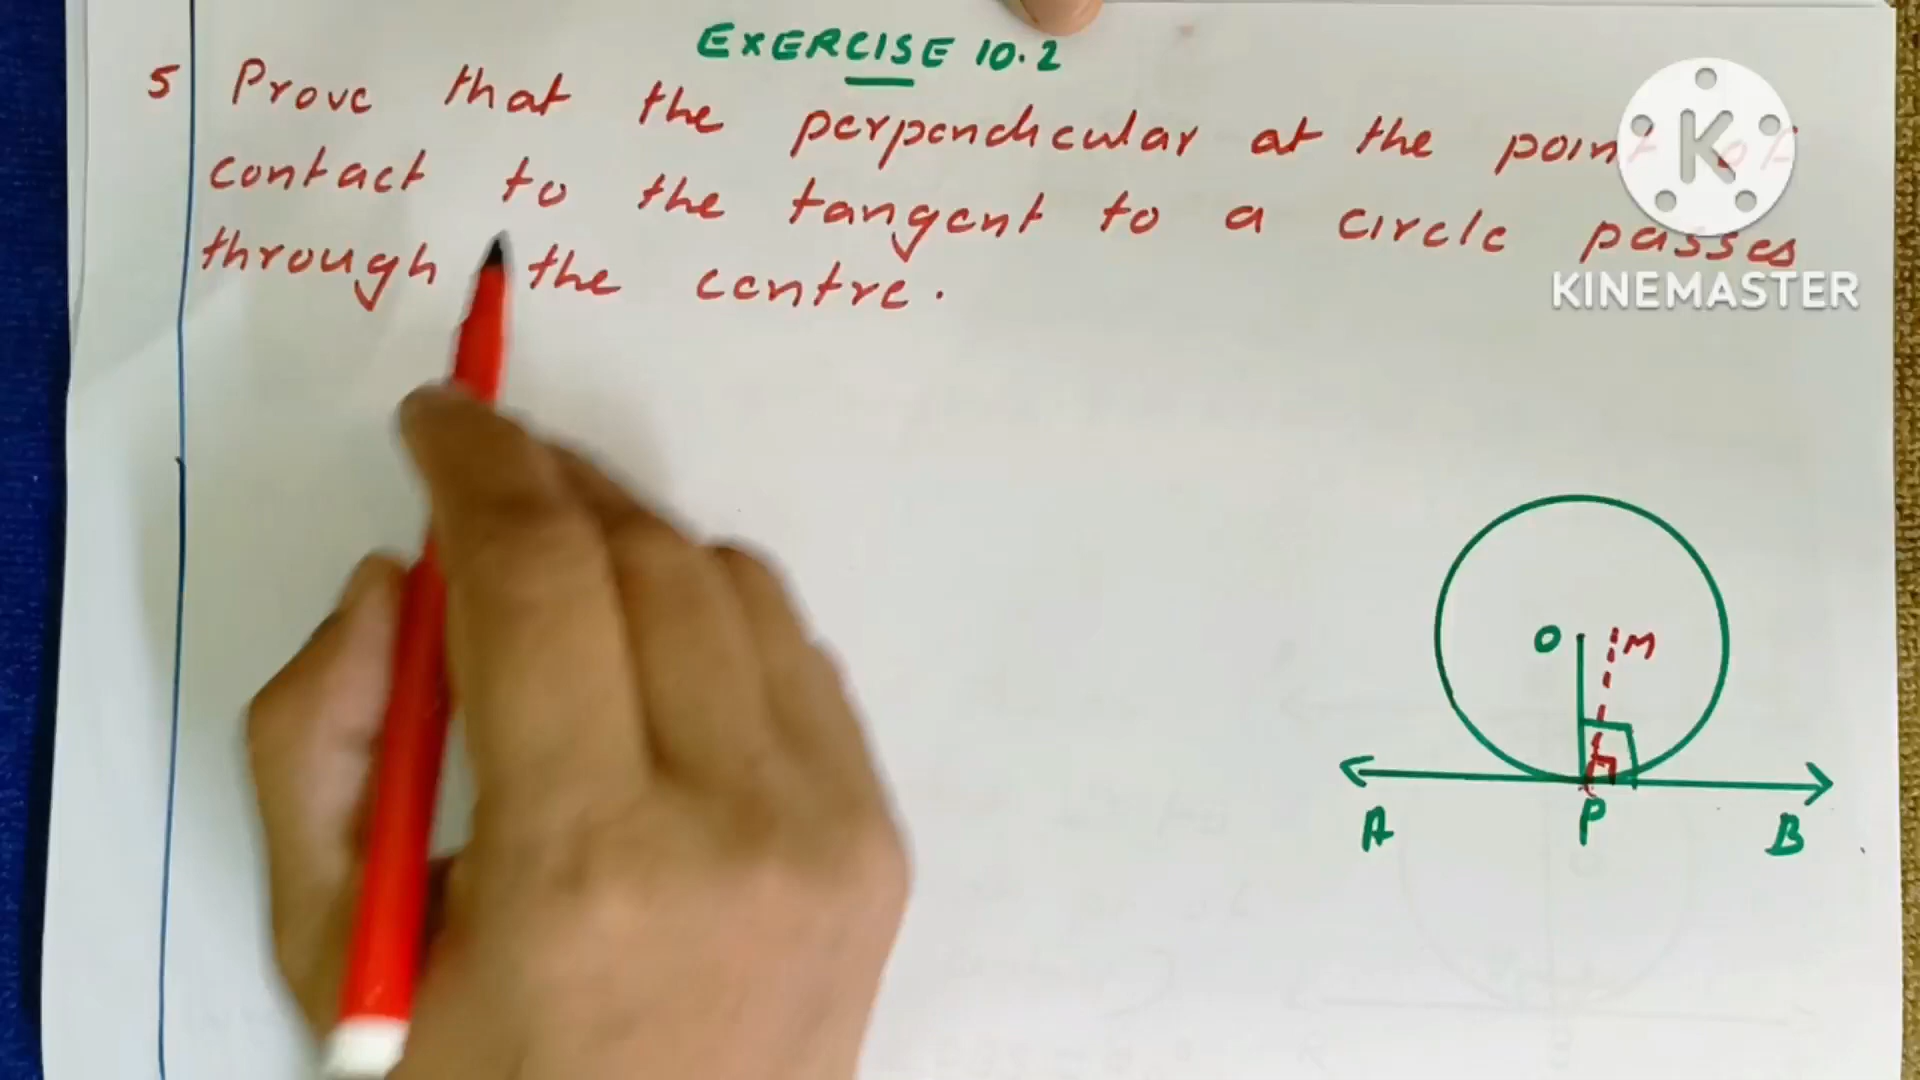 EXERCISE 10.2
5 Prove that the perpendicular at the point of
contact to the tangent to a circle passes
through the centre.
K
KINEMASTER
O M
A P B